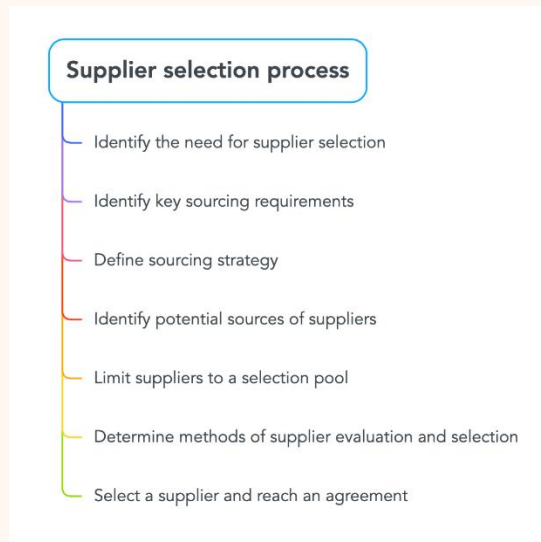 Supplier selection process
Identify the need for supplier selection
Identify key sourcing requirements
Define sourcing strategy
Identify potential sources of suppliers
Limit suppliers to a selection pool
Determine methods of supplier evaluation and selection
Select a supplier and reach an agreement